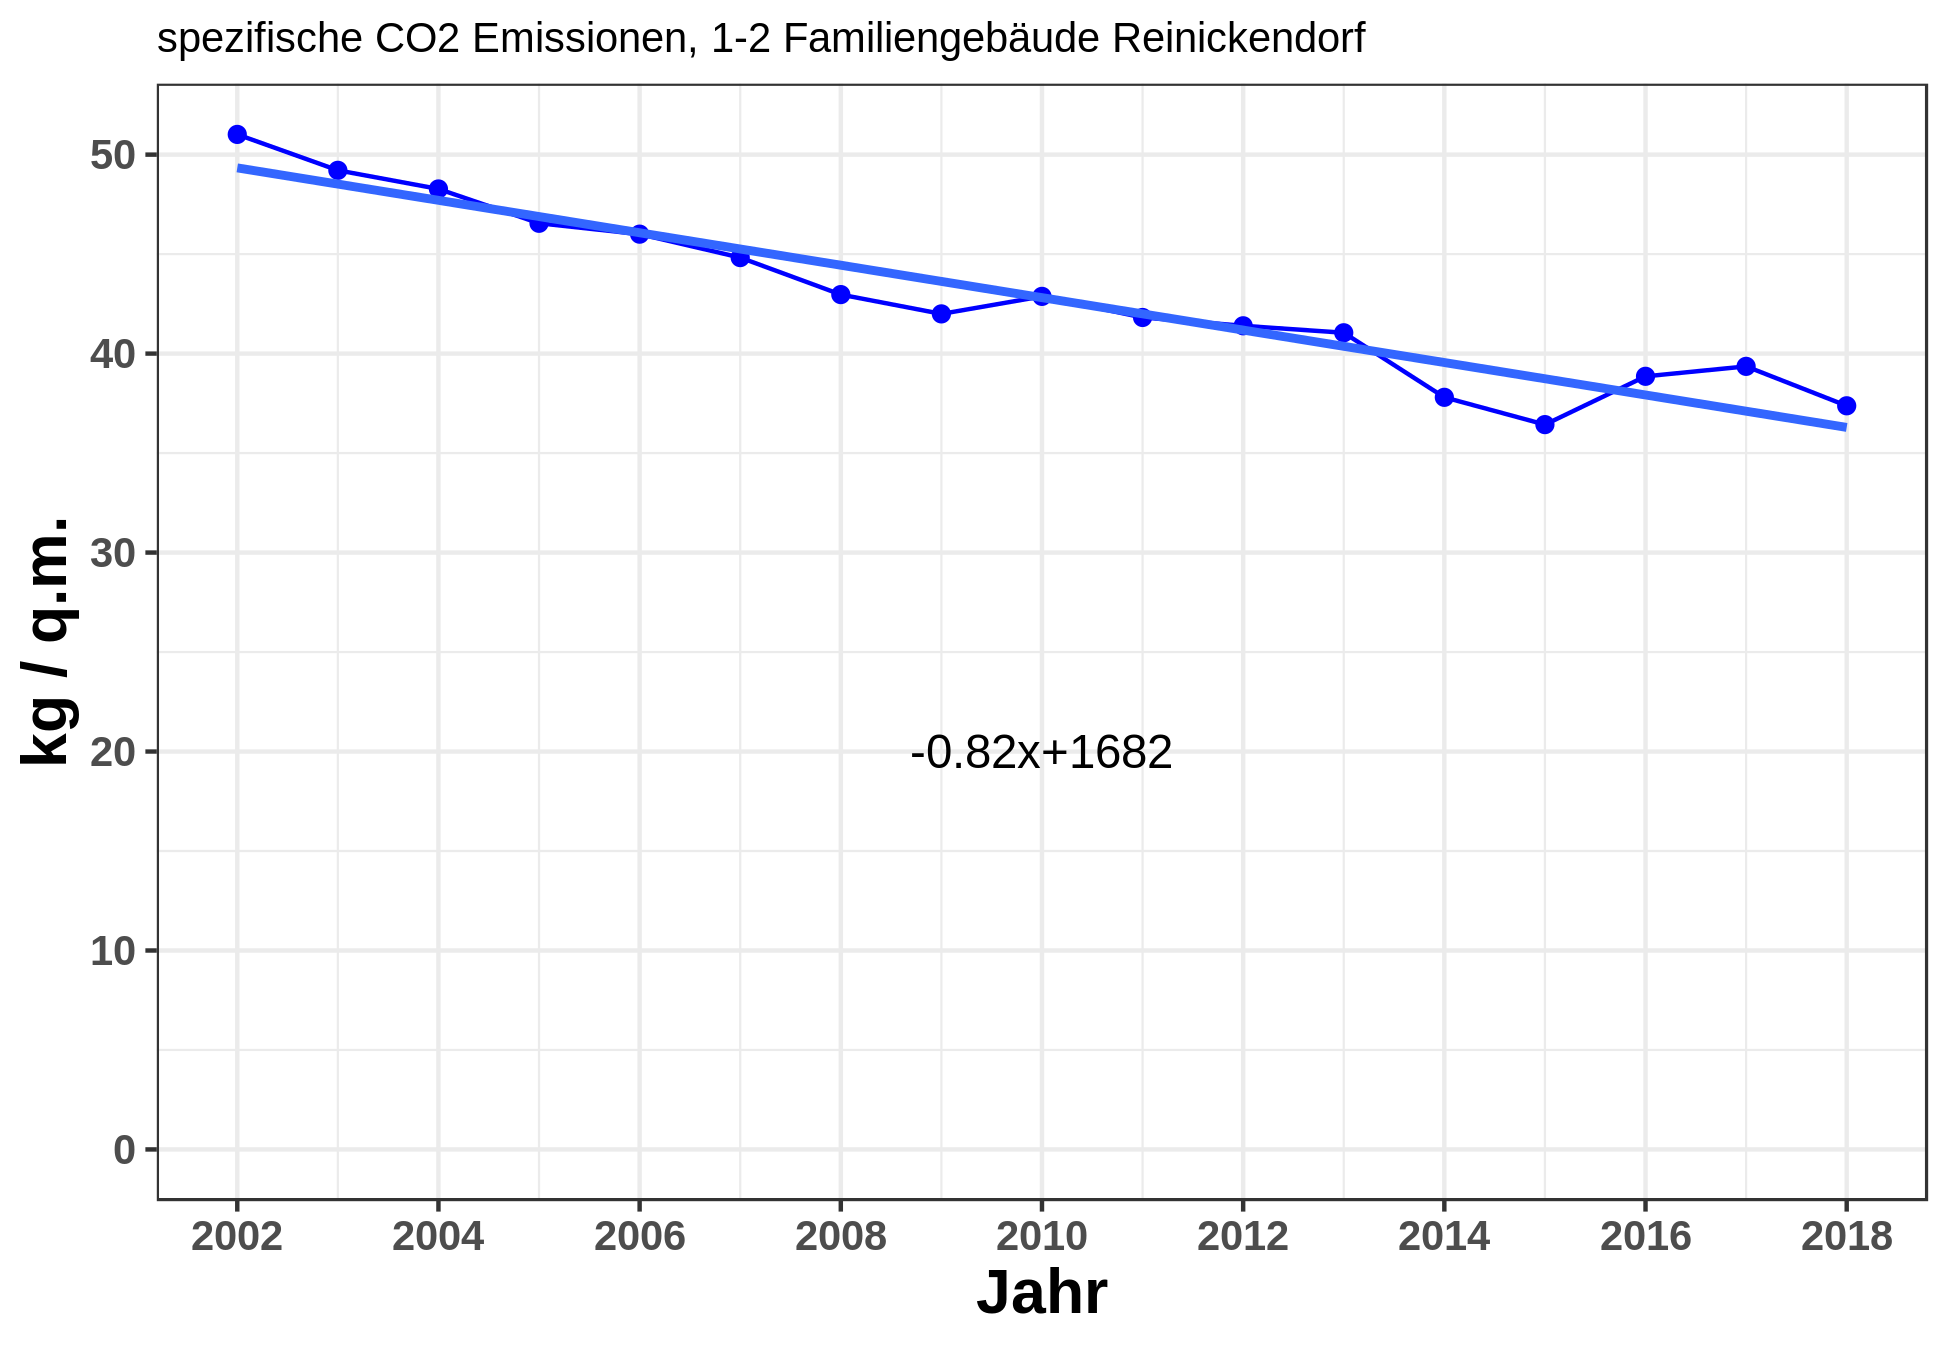 spezifische CO2 Emissionen, 1-2 Familiengebäude Reinickendorf
kg / q.m.
50
40
30
20
10
0
-0.82x+1682
2002 2004 2006 2008 2010 2012 2014 2016 2018
Jahr